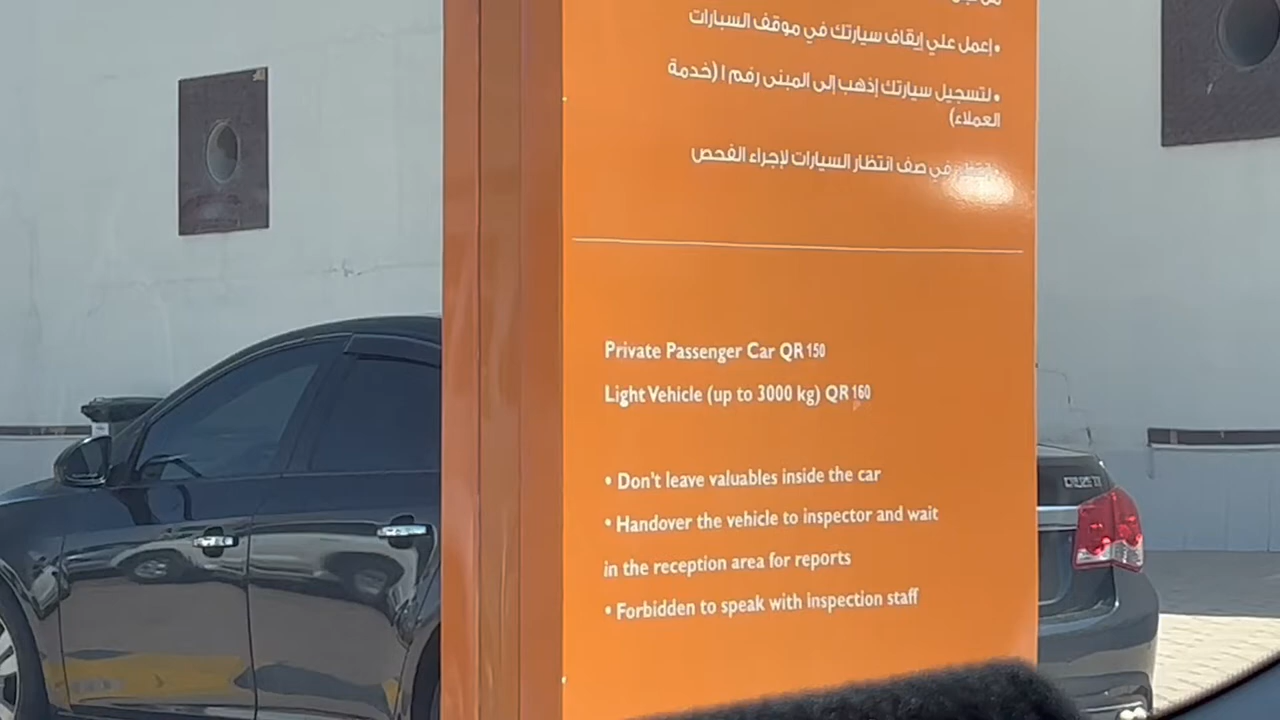 • إعمل علي إيقاف سيارتك في موقف السيارات
• لتسجيل سيارتك إذهب إلى المبنى رقم ١ (خدمة
العملاء)
في صف انتظار السيارات لإجراء الفحص
Private Passenger Car QR 150
Light Vehicle (up to 3000 kg) QR 160
• Don't leave valuables inside the car
• Handover the vehicle to inspector and wait
in the reception area for reports
• Forbidden to speak with inspection staff